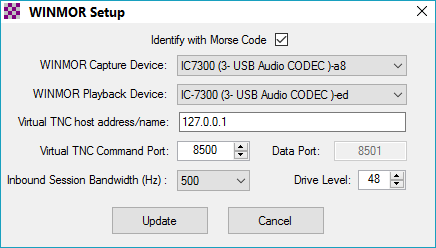 WINMOR Setup
Identify with Morse Code
WINMOR Capture Device: IC7300 (3- USB Audio CODEC )-a8
WINMOR Playback Device: IC-7300 (3- USB Audio CODEC )-ed
Virtual TNC host address/name: 127.0.0.1
Virtual TNC Command Port: 8500 Data Port: 8501
Inbound Session Bandwidth (Hz) : 500 Drive Level: 48
Update Cancel